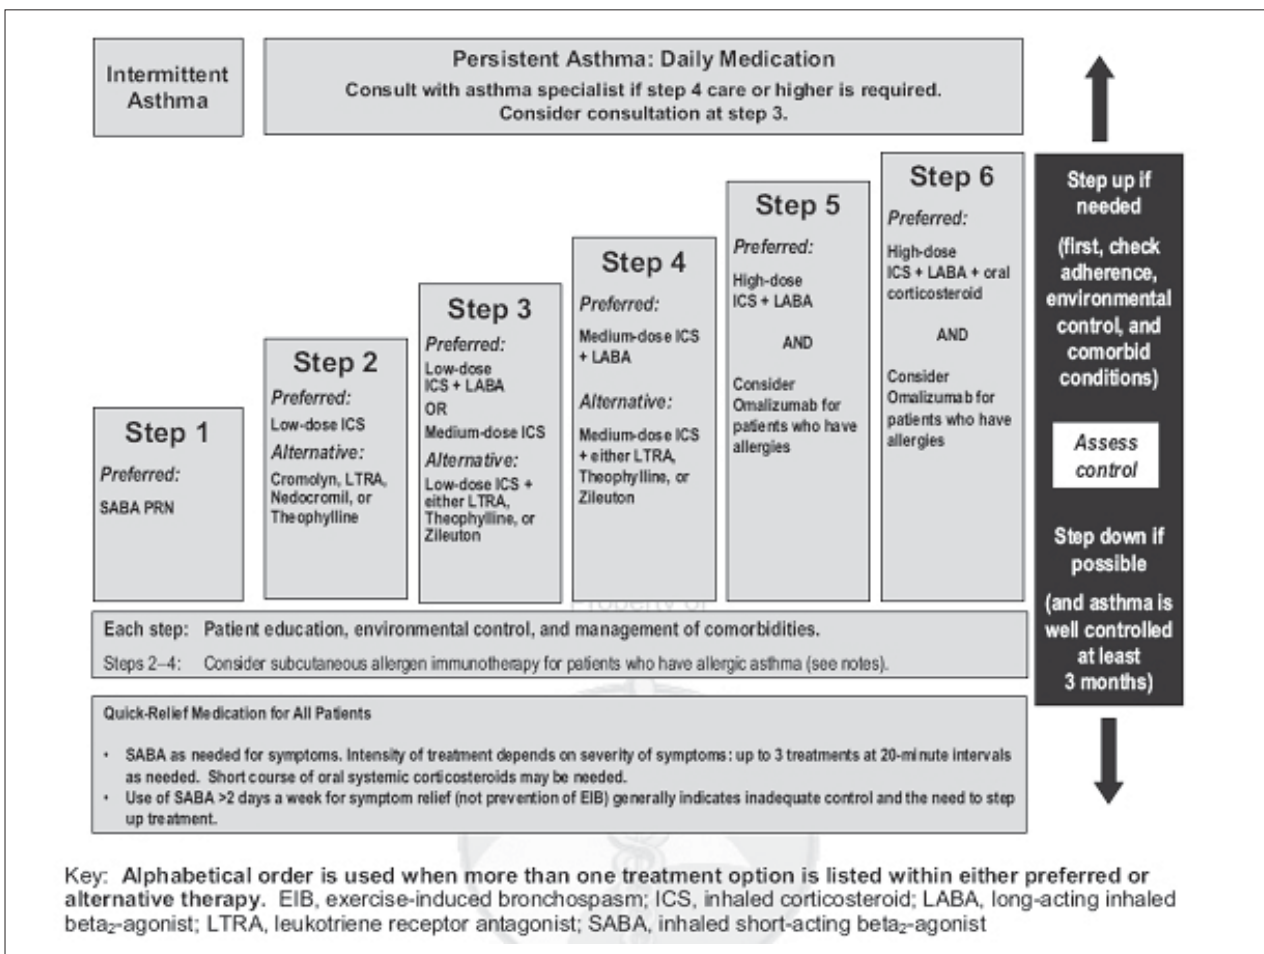 Intermittent
Asthma
Persistent Asthma: Daily Medication
Consult with asthma specialist if step 4 care or higher is required.
Consider consultation at step 3.
Step 1
Preferred:
SABA PRN
Step 2
Preferred:
Low-dose ICS
Alternative:
Cromolyn, LTRA,
Nedocromil, or
Theophylline
Step 3
Preferred:
Low-dose
ICS + LABA
OR
Medium-dose ICS
Alternative:
Low-dose ICS +
either LTRA,
Theophylline, or
Zileuton
Step 4
Preferred:
Medium-dose ICS
+ LABA
Alternative:
Medium-dose ICS
+ either LTRA,
Theophylline, or
Zileuton
Step 5
Preferred:
High-dose
ICS + LABA
AND
Consider
Omalizumab for
patients who have
allergies
Step 6
Preferred:
High-dose
ICS + LABA + oral
corticosteroid
AND
Consider
Omalizumab for
patients who have
allergies
Step up if
needed
(first, check
adherence,
environmental
control, and
comorbid
conditions)
Assess
control
Step down if
possible
(and asthma is
well controlled
at least
3 months)
Property of
Each step: Patient education, environmental control, and management of comorbidities.
Steps 2–4: Consider subcutaneous allergen immunotherapy for patients who have allergic asthma (see notes).
Quick-Relief Medication for All Patients
• SABA as needed for symptoms. Intensity of treatment depends on severity of symptoms: up to 3 treatments at 20-minute intervals
as needed. Short course of oral systemic corticosteroids may be needed.
• Use of SABA >2 days a week for symptom relief (not prevention of EIB) generally indicates inadequate control and the need to step
up treatment.
Key: Alphabetical order is used when more than one treatment option is listed within either preferred or
alternative therapy. EIB, exercise-induced bronchospasm; ICS, inhaled corticosteroid; LABA, long-acting inhaled
beta₂-agonist; LTRA, leukotriene receptor antagonist; SABA, inhaled short-acting beta₂-agonist